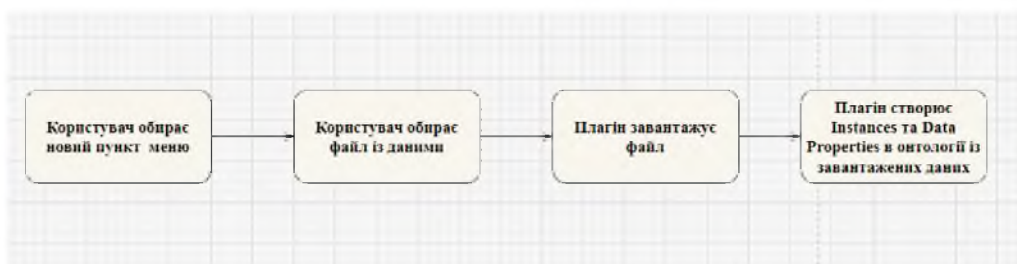 Користувач обирає
новий пункт меню
Користувач обирає
файл із даними
Плагін завантажує
файл
Плагін створює
Instances та Data
Properties в онтології із
завантажених даних